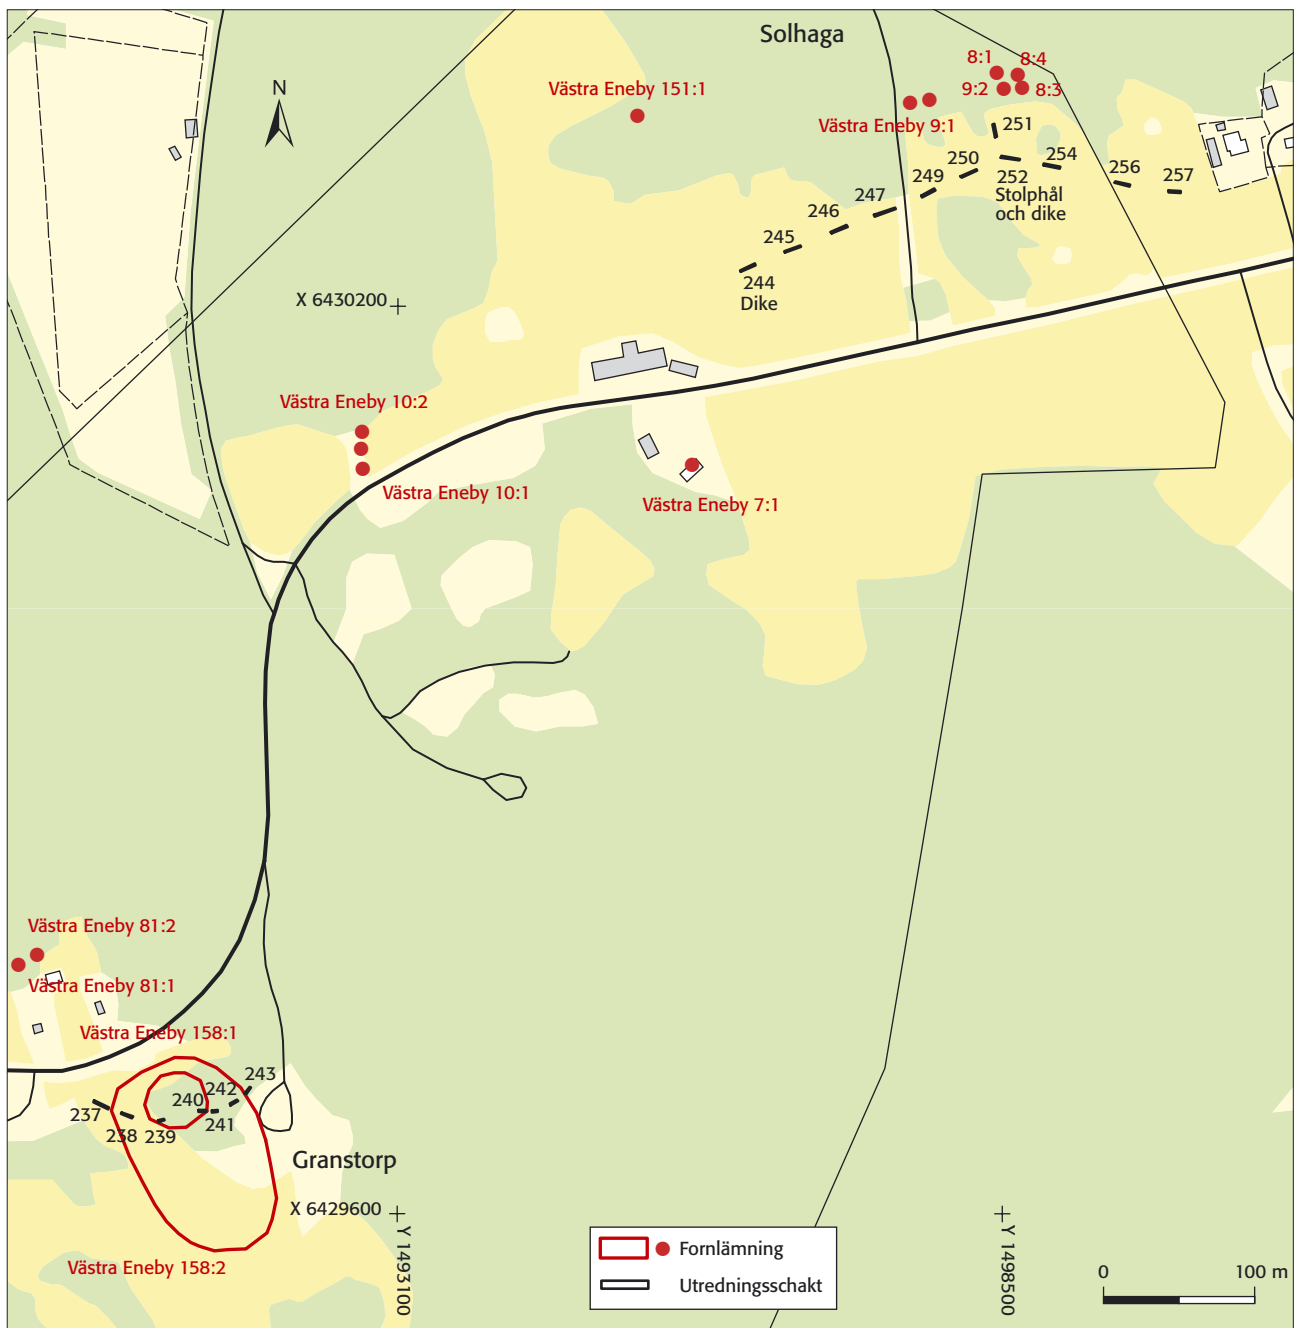 Solhaga
8:1
8:4
Västra Eneby 151:1
9:2
8:3
N
Västra Eneby 9:1
251
250
254
249
252
256
257
Stolphål
och dike
247
246
245
244
Dike
X 6430200
Västra Eneby 10:2
Västra Eneby 10:1
Västra Eneby 7:1
Västra Eneby 81:2
Västra Eneby 81:1
Västra Eneby 158:1
243
242
240
237
241
238
239
Granstorp
X 6429600
Västra Eneby 158:2
Y 1493100
Y 1498500
Fornlämning
Utredningsschakt
0
100 m